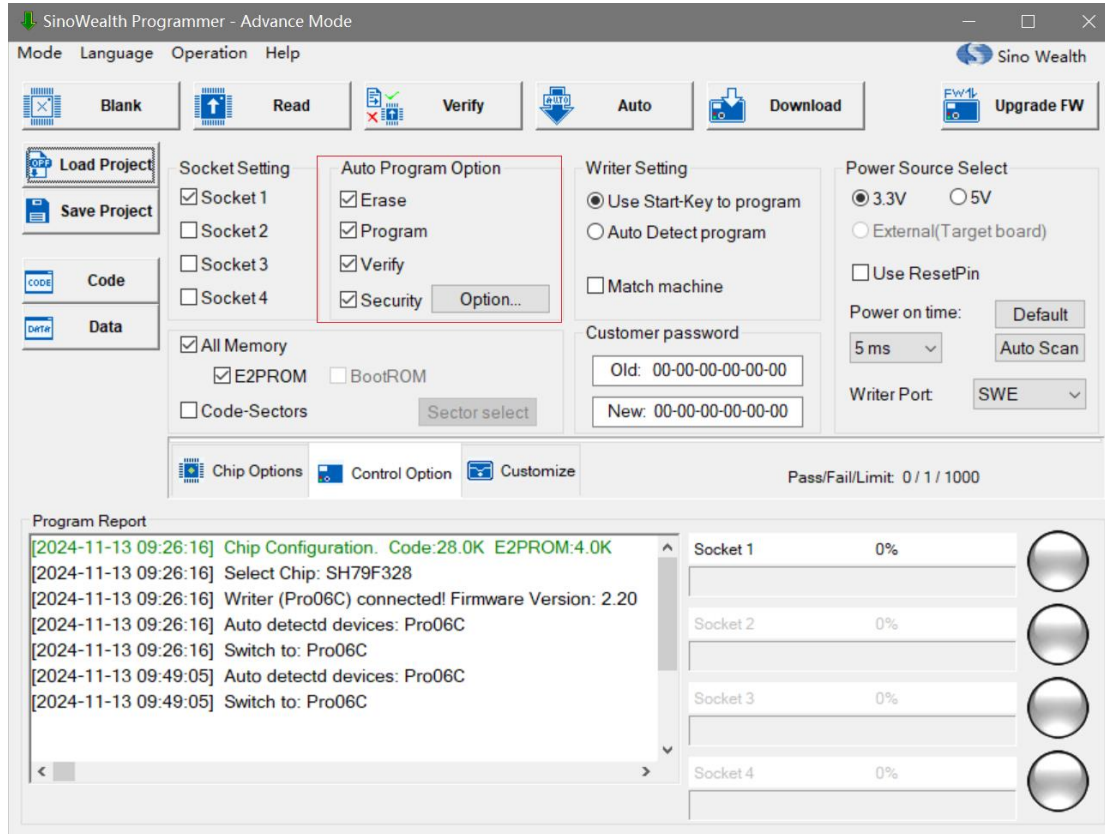 SinoWealth Programmer - Advance Mode
Mode Language Operation Help
Sino Wealth
Blank
Read
Verify
AUTO
Auto
Download
FW
Upgrade FW
OPP
Load Project
Save Project
CODE
Code
DATA
Data
Socket Setting
Socket 1
Socket 2
Socket 3
Socket 4
Auto Program Option
Erase
Program
Verify
Security
Option...
Writer Setting
Use Start-Key to program
Auto Detect program
Match machine
Power Source Select
3.3V 5V
External(Target board)
Use ResetPin
Power on time: Default
5 ms Auto Scan
Writer Port: SWE
All Memory
E2PROM BootROM
Code-Sectors Sector select
Customer password
Old: 00-00-00-00-00-00
New: 00-00-00-00-00-00
Chip Options Control Option Customize
Pass/Fail/Limit: 0 / 1 / 1000
Program Report
[2024-11-13 09:26:16] Chip Configuration. Code:28.0K E2PROM:4.0K
[2024-11-13 09:26:16] Select Chip: SH79F328
[2024-11-13 09:26:16] Writer (Pro06C) connected! Firmware Version: 2.20
[2024-11-13 09:26:16] Auto detectd devices: Pro06C
[2024-11-13 09:26:16] Switch to: Pro06C
[2024-11-13 09:49:05] Auto detectd devices: Pro06C
[2024-11-13 09:49:05] Switch to: Pro06C
Socket 1 0%
Socket 2 0%
Socket 3 0%
Socket 4 0%